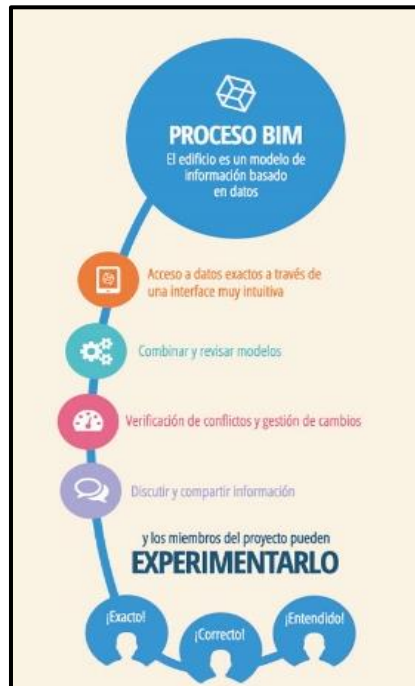 PROCESO BIM
El edificio es un modelo de
información basado
en datos
Acceso a datos exactos a través de
una interface muy intuitiva
Combinar y revisar modelos
Verificación de conflictos y gestión de cambios
Discutir y compartir información
y los miembros del proyecto pueden
EXPERIMENTARLO
¡Exacto!
¡Correcto!
¡Entendido!